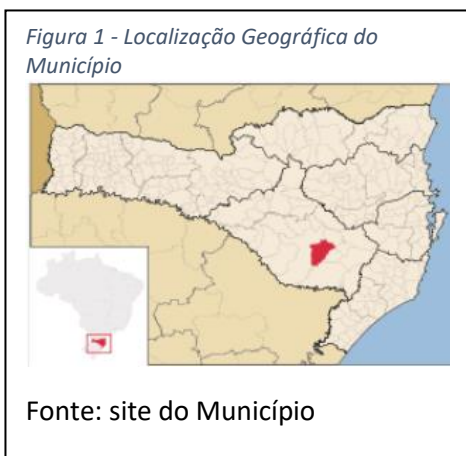 Figura 1 - Localização Geográfica do
Município
Fonte: site do Município